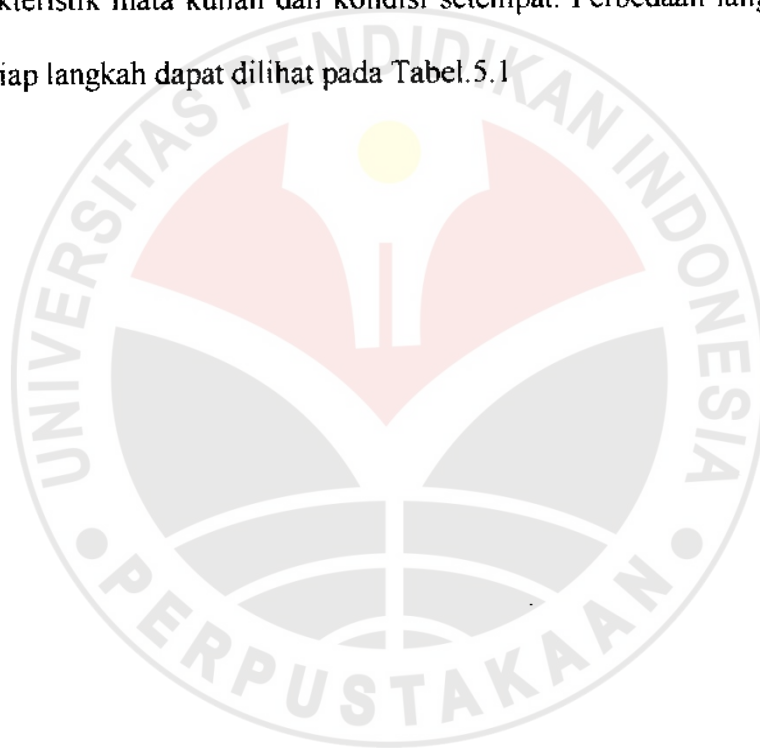 kteristik mata kuliah dan kondisi setempat. Perbedaan lang
iap langkah dapat dilihat pada Tabel.5.1
UNIVERSITAS PENDIDIKAN INDONESIA
PERPUSTAKAAN